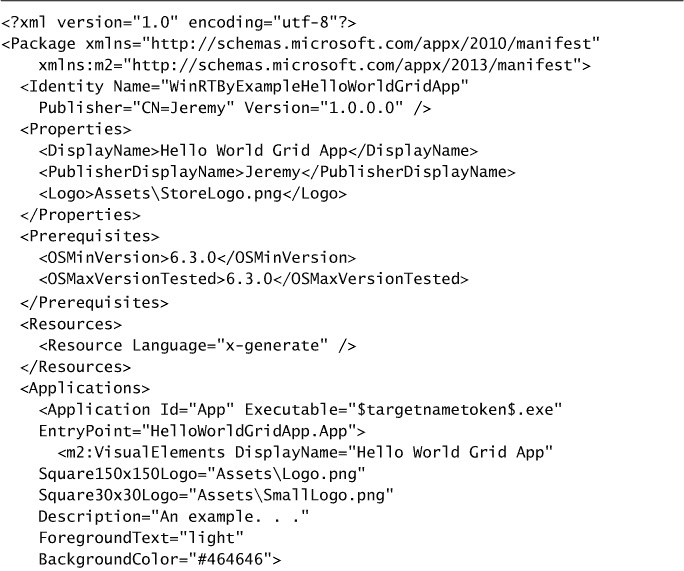 <?xml version="1.0" encoding="utf-8"?>
<Package xmlns="http://schemas.microsoft.com/appx/2010/manifest"
xmlns:m2="http://schemas.microsoft.com/appx/2013/manifest">
<Identity Name="WinRTByExampleHelloWorldGridApp"
Publisher="CN=Jeremy" Version="1.0.0.0" />
<Properties>
<DisplayName>Hello World Grid App</DisplayName>
<PublisherDisplayName>Jeremy</PublisherDisplayName>
<Logo>Assets\StoreLogo.png</Logo>
</Properties>
<Prerequisites>
<OSMinVersion>6.3.0</OSMinVersion>
<OSMaxVersionTested>6.3.0</OSMaxVersionTested>
</Prerequisites>
<Resources>
<Resource Language="x-generate" />
</Resources>
<Applications>
<Application Id="App" Executable="$targetnametoken$.exe"
EntryPoint="HelloWorldGridApp.App">
<m2:VisualElements DisplayName="Hello World Grid App"
Square150x150Logo="Assets\Logo.png"
Square30x30Logo="Assets\SmallLogo.png"
Description="An example. . ."
ForegroundText="light"
BackgroundColor="#464646">